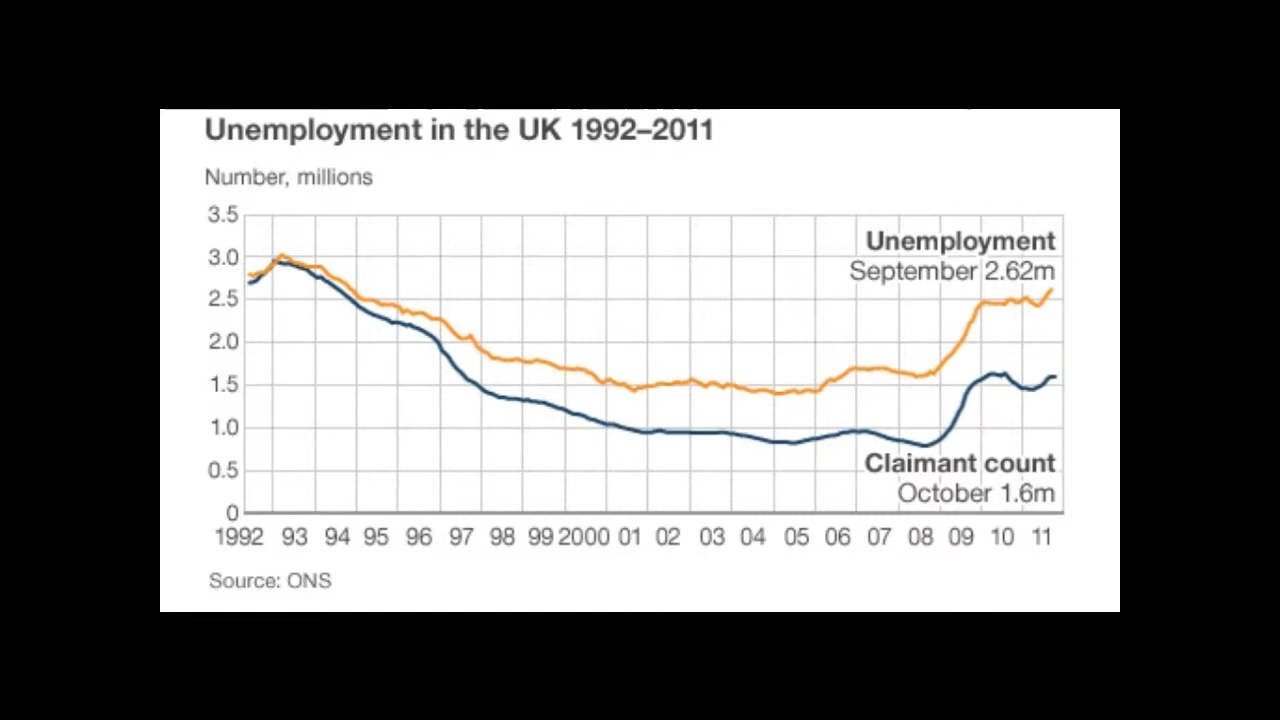 Unemployment in the UK 1992–2011
Number, millions
3.5
3.0
2.5
2.0
1.5
1.0
0.5
0
Unemployment
September 2.62m
Claimant count
October 1.6m
1992 93 94 95 96 97 98 99 2000 01 02 03 04 05 06 07 08 09 10 11
Source: ONS